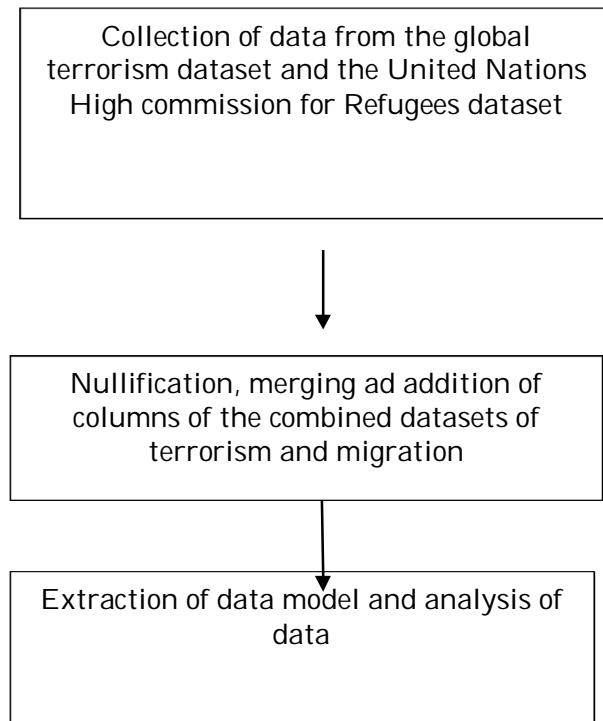 Collection of data from the global
terrorism dataset and the United Nations
High commission for Refugees dataset
Nullification, merging ad addition of
columns of the combined datasets of
terrorism and migration
Extraction of data model and analysis of
data